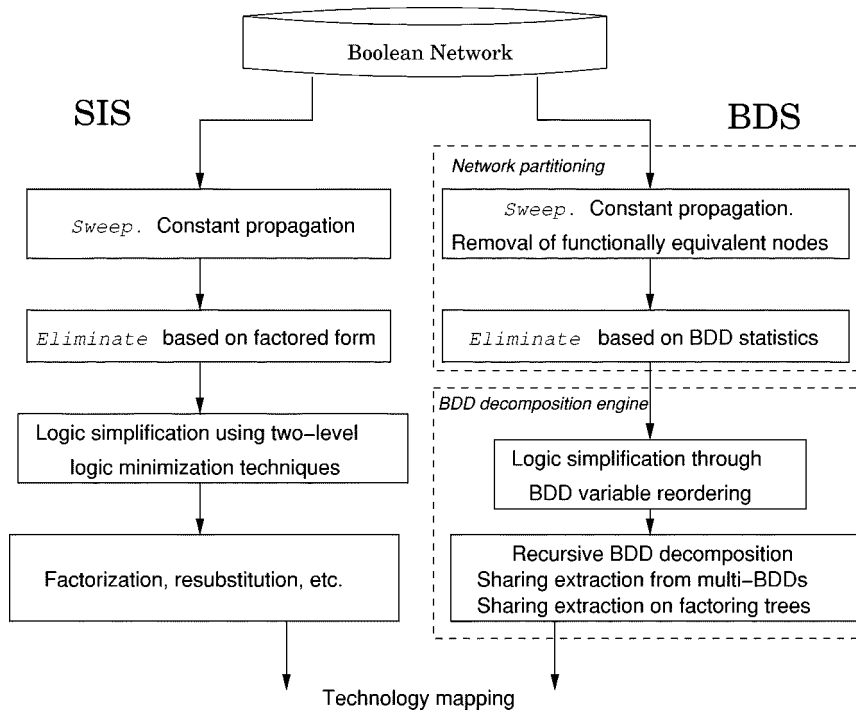 Boolean Network
SIS
BDS
Network partitioning
Sweep. Constant propagation
Sweep. Constant propagation.
Removal of functionally equivalent nodes
Eliminate based on factored form
Eliminate based on BDD statistics
BDD decomposition engine
Logic simplification using two-level
logic minimization techniques
Logic simplification through
BDD variable reordering
Factorization, resubstitution, etc.
Recursive BDD decomposition
Sharing extraction from multi-BDDs
Sharing extraction on factoring trees
Technology mapping